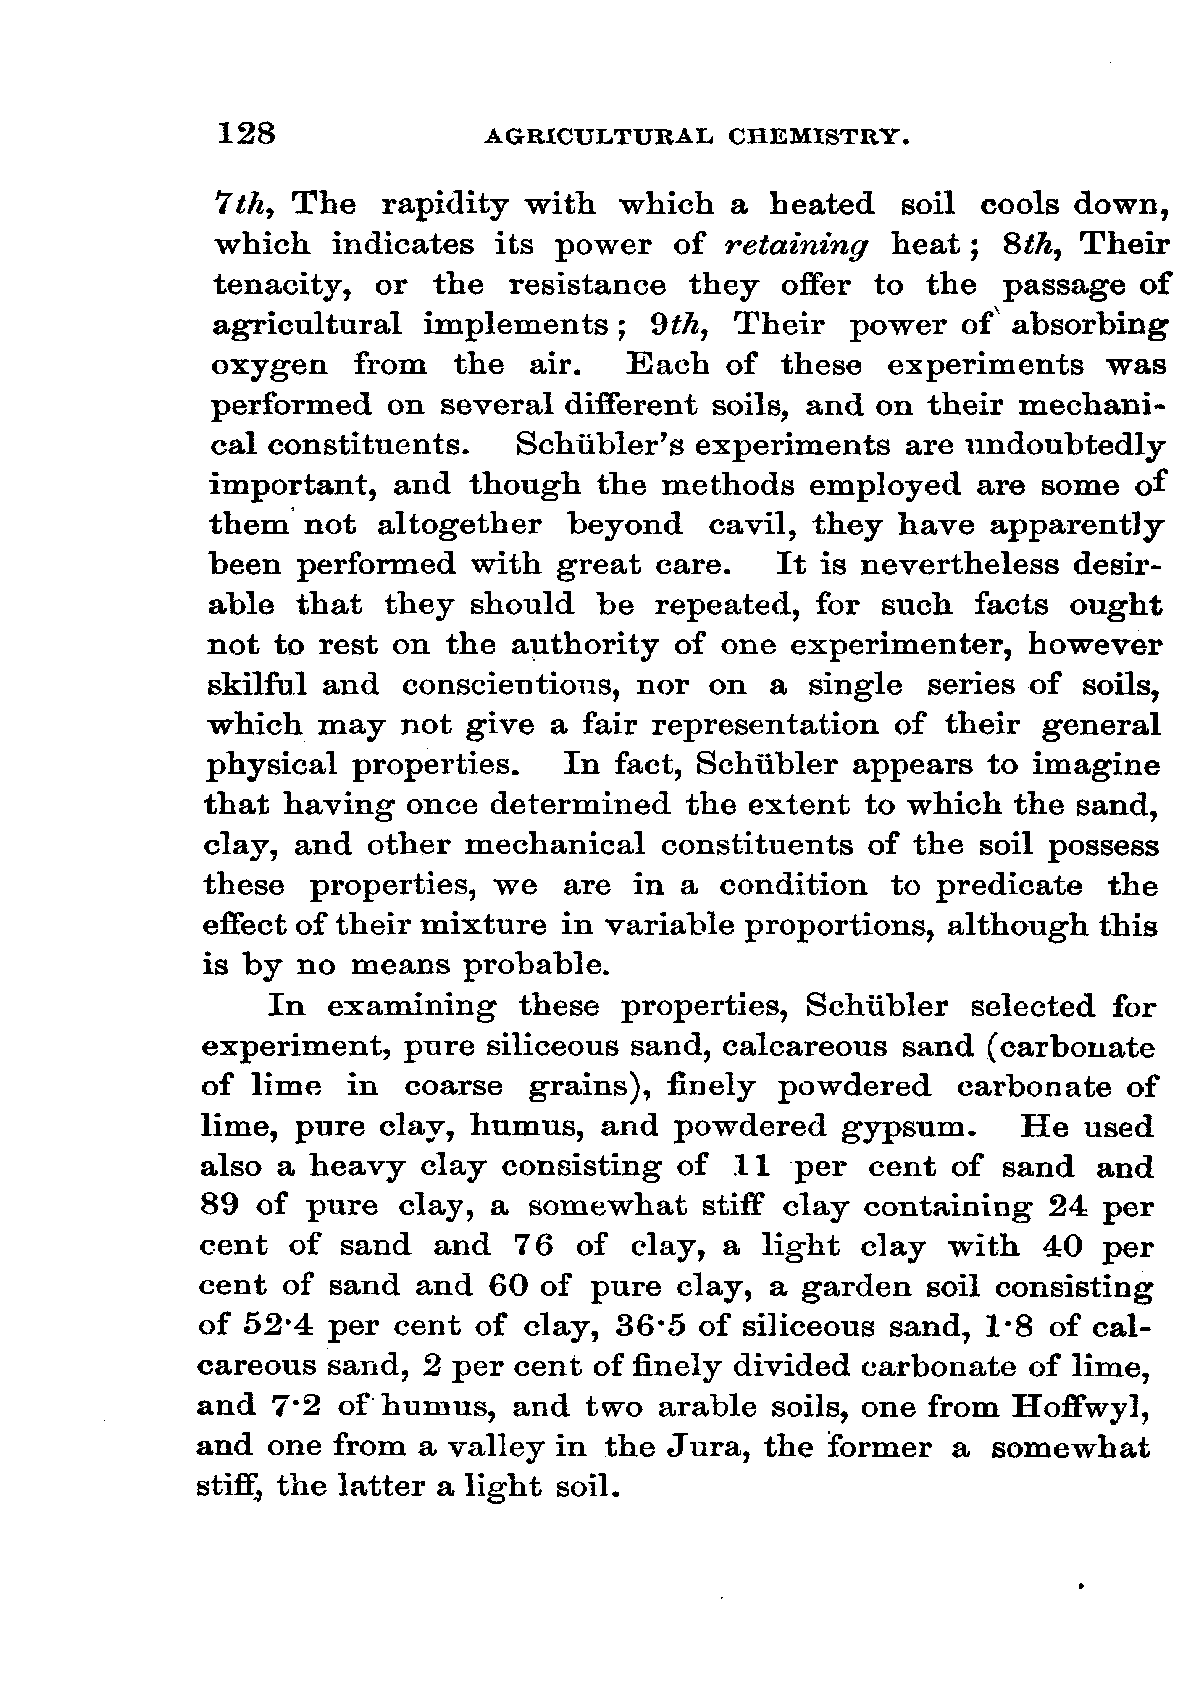 128 AGRICULTURAL CHEMISTRY.
7th, The rapidity with which a heated soil cools down,
which indicates its power of retaining heat ; 8th, Their
tenacity, or the resistance they offer to the passage of
agricultural implements ; 9th, Their power of absorbing
oxygen from the air. Each of these experiments was
performed on several different soils, and on their mechani-
cal constituents. Schübler's experiments are undoubtedly
important, and though the methods employed are some of
them not altogether beyond cavil, they have apparently
been performed with great care. It is nevertheless desir-
able that they should be repeated, for such facts ought
not to rest on the authority of one experimenter, however
skilful and conscientious, nor on a single series of soils,
which may not give a fair representation of their general
physical properties. In fact, Schübler appears to imagine
that having once determined the extent to which the sand,
clay, and other mechanical constituents of the soil possess
these properties, we are in a condition to predicate the
effect of their mixture in variable proportions, although this
is by no means probable.
In examining these properties, Schübler selected for
experiment, pure siliceous sand, calcareous sand (carbonate
of lime in coarse grains), finely powdered carbonate of
lime, pure clay, humus, and powdered gypsum. He used
also a heavy clay consisting of 11 per cent of sand and
89 of pure clay, a somewhat stiff clay containing 24 per
cent of sand and 76 of clay, a light clay with 40 per
cent of sand and 60 of pure clay, a garden soil consisting
of 52·4 per cent of clay, 36·5 of siliceous sand, 1·8 of cal-
careous sand, 2 per cent of finely divided carbonate of lime,
and 7·2 of humus, and two arable soils, one from Hoffwyl,
and one from a valley in the Jura, the former a somewhat
stiff, the latter a light soil.